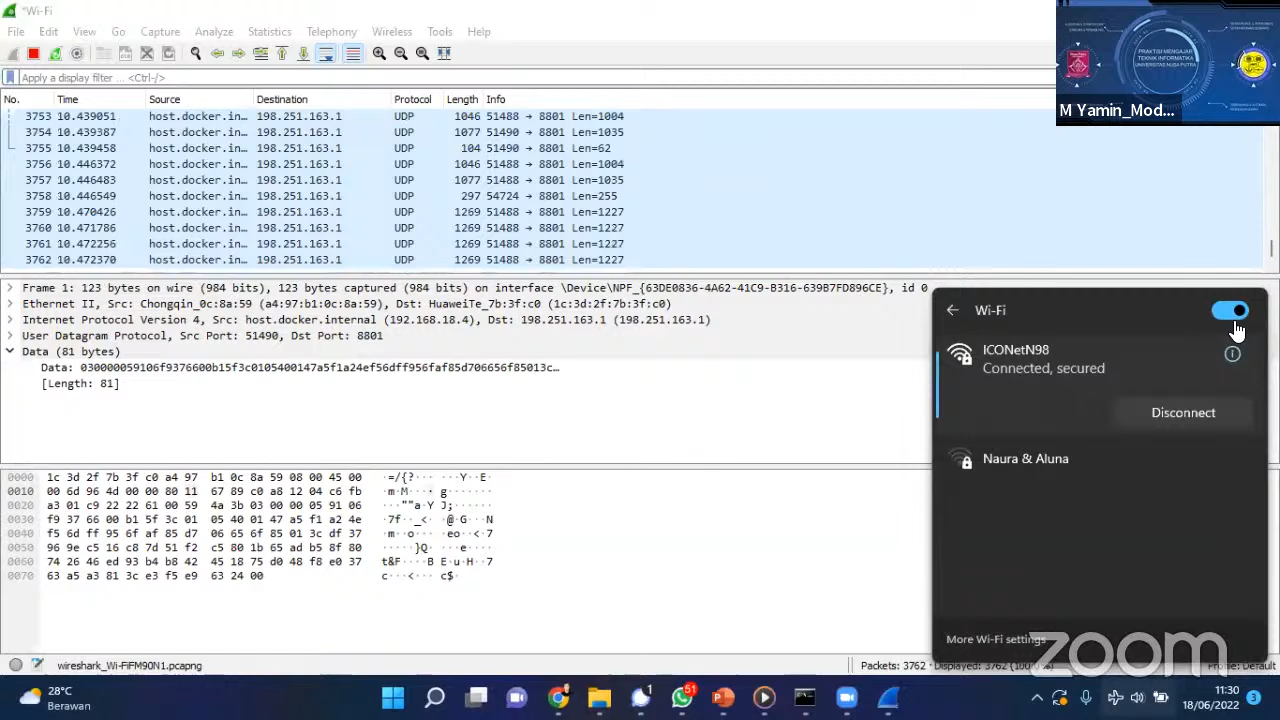 *Wi-Fi
File Edit View Go Capture Analyze Statistics Telephony Wireless Tools Help
Apply a display filter ... <Ctrl-/>
No. Time Source Destination Protocol Length Info
3753 10.439051 host.docker.in… 198.251.163.1 UDP 1046 51488 → 8801 Len=1004
3754 10.439387 host.docker.in… 198.251.163.1 UDP 1077 51490 → 8801 Len=1035
3755 10.439458 host.docker.in… 198.251.163.1 UDP 104 51490 → 8801 Len=62
3756 10.446372 host.docker.in… 198.251.163.1 UDP 1046 51488 → 8801 Len=1004
3757 10.446483 host.docker.in… 198.251.163.1 UDP 1077 51490 → 8801 Len=1035
3758 10.446549 host.docker.in… 198.251.163.1 UDP 297 54724 → 8801 Len=255
3759 10.470426 host.docker.in… 198.251.163.1 UDP 1269 51488 → 8801 Len=1227
3760 10.471786 host.docker.in… 198.251.163.1 UDP 1269 51488 → 8801 Len=1227
3761 10.472256 host.docker.in… 198.251.163.1 UDP 1269 51488 → 8801 Len=1227
3762 10.472370 host.docker.in… 198.251.163.1 UDP 1269 51488 → 8801 Len=1227
PRAKTISI MENGAJAR
TEKNIK INFORMATIKA
UNIVERSITAS NUSA PUTRA
M Yamin_Mod...
Frame 1: 123 bytes on wire (984 bits), 123 bytes captured (984 bits) on interface \Device\NPF_{63DE0836-4A62-41C9-B316-639B7FD896CE}, id 0
Ethernet II, Src: Chongqin_0c:8a:59 (a4:97:b1:0c:8a:59), Dst: HuaweiTe_7b:3f:c0 (1c:3d:2f:7b:3f:c0)
Internet Protocol Version 4, Src: host.docker.internal (192.168.18.4), Dst: 198.251.163.1 (198.251.163.1)
User Datagram Protocol, Src Port: 51490, Dst Port: 8801
Data (81 bytes)
Data: 030000059106f9376600b15f3c0105400147a5f1a24ef56dff956faf85d706656f85013c…
[Length: 81]
0000 1c 3d 2f 7b 3f c0 a4 97 b1 0c 8a 59 08 00 45 00
0010 00 6d 96 4d 00 00 80 11 67 89 c0 a8 12 04 c6 fb
0020 a3 01 c9 22 22 61 00 59 4a 3b 03 00 00 05 91 06
0030 f9 37 66 00 b1 5f 3c 01 05 40 01 47 a5 f1 a2 4e
0040 f5 6d ff 95 6f af 85 d7 06 65 6f 85 01 3c df 37
0050 96 9e c5 16 c8 7d 51 f2 c5 80 1b 65 ad b5 8f 80
0060 74 26 46 ed 93 b4 b8 42 45 18 75 d0 48 f8 e0 37
0070 63 a5 a3 81 3c e3 f5 e9 63 24 00
Wi-Fi
ICONetN98
Connected, secured
Disconnect
Naura & Aluna
More Wi-Fi settings
zoom
wireshark_Wi-FiFM90N1.pcapng
Packets: 3762 · Displayed: 3762 (100.0%)
Profile: Default
28°C
Berawan
51
11:30
18/06/2022
3